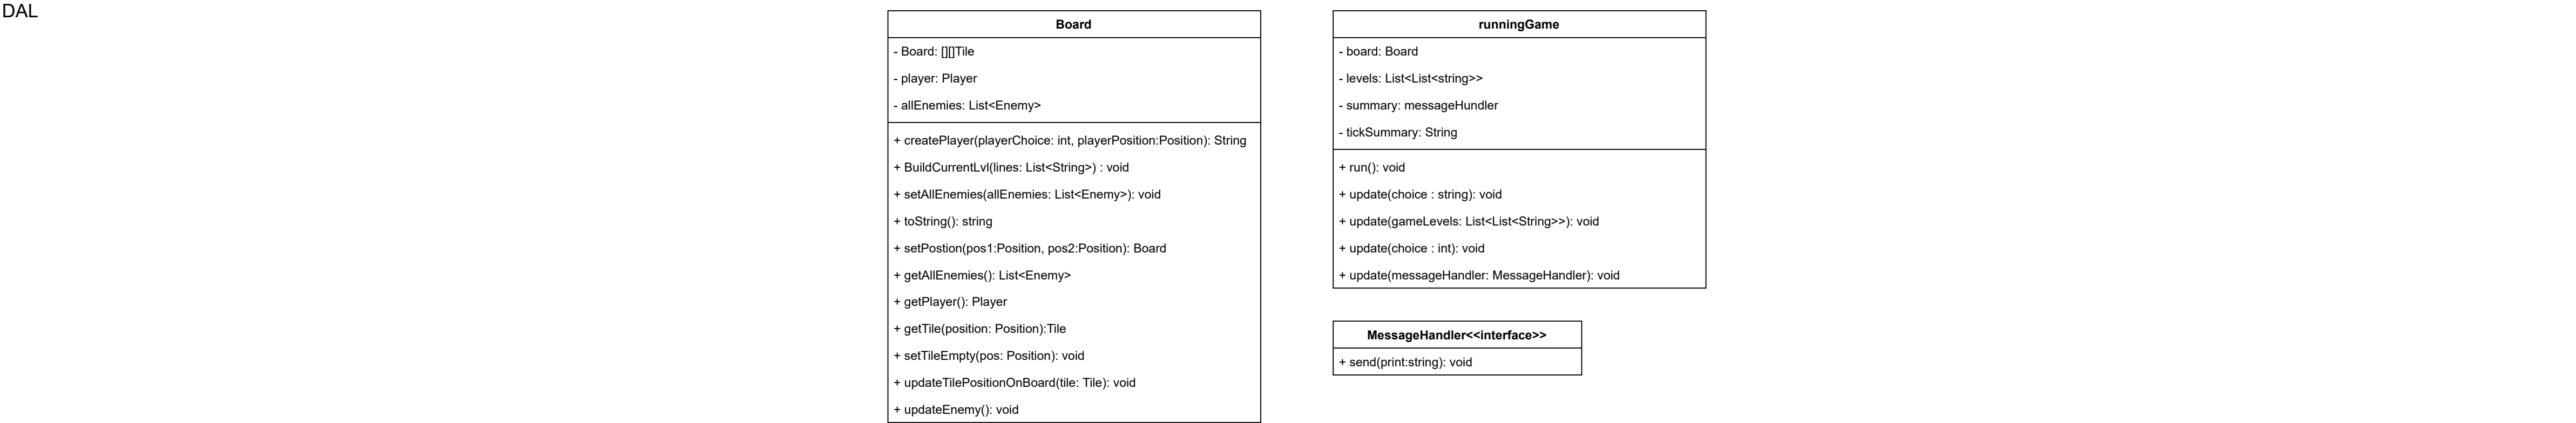 DAL
Board
- Board: [][]Tile
- player: Player
- allEnemies: List<Enemy>
+ createPlayer(playerChoice: int, playerPosition:Position): String
+ BuildCurrentLvl(lines: List<String>) : void
+ setAllEnemies(allEnemies: List<Enemy>): void
+ toString(): string
+ setPostion(pos1:Position, pos2:Position): Board
+ getAllEnemies(): List<Enemy>
+ getPlayer(): Player
+ getTile(position: Position):Tile
+ setTileEmpty(pos: Position): void
+ updateTilePositionOnBoard(tile: Tile): void
+ updateEnemy(): void
runningGame
- board: Board
- levels: List<List<string>>
- summary: messageHundler
- tickSummary: String
+ run(): void
+ update(choice : string): void
+ update(gameLevels: List<List<String>>): void
+ update(choice : int): void
+ update(messageHandler: MessageHandler): void
MessageHandler<<interface>>
+ send(print:string): void